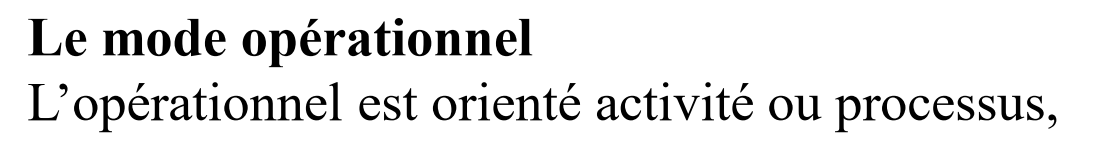 Le mode opérationnel
L’opérationnel est orienté activité ou processus,